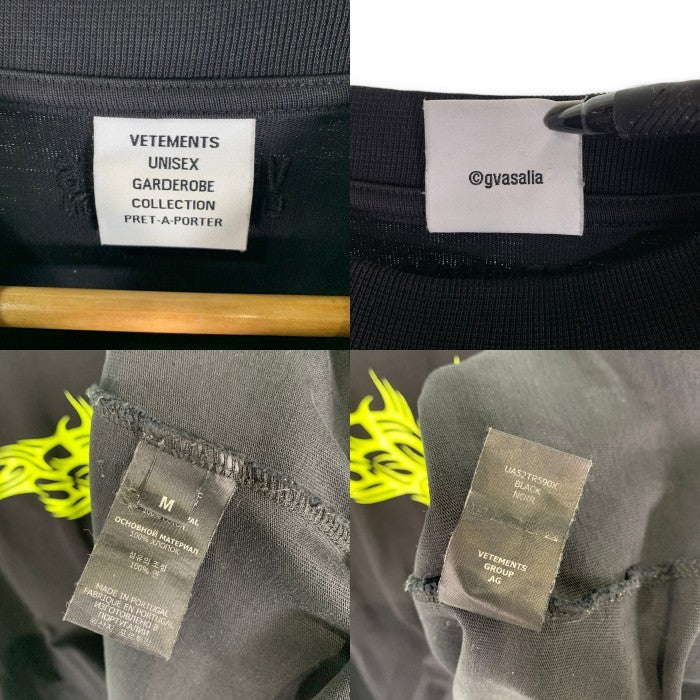 VETEMENTS
UNISEX
GARDEROBE
COLLECTION
PRET-A-PORTER
©gvasalia
M
ОСНОВНОЙ МАТЕРИАЛ
100% ХЛОПОК
MADE IN PORTUGAL
FABRIQUE EN PORTUGAL
ИЗГОТОВЛЕНО В
ПОРТУГАЛИИ
UA52TR590X
BLACK
NOIR
VETEMENTS
GROUP
AG